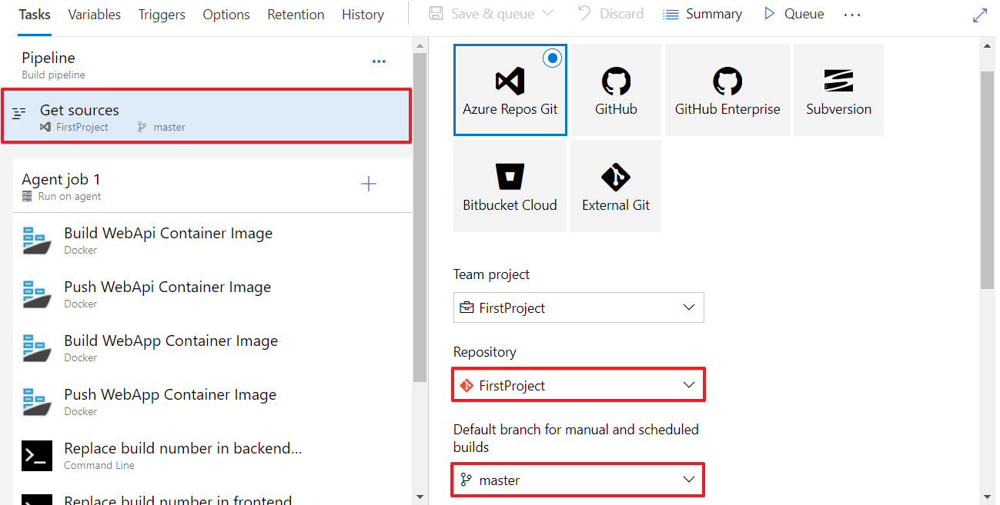 Tasks Variables Triggers Options Retention History Save & queue Discard Summary Queue ...
Pipeline ...
Build pipeline
Get sources
FirstProject master
Agent job 1
Run on agent
Build WebApi Container Image
Docker
Push WebApi Container Image
Docker
Build WebApp Container Image
Docker
Push WebApp Container Image
Docker
Replace build number in backend...
Command Line
Replace build number in frontend
Azure Repos Git GitHub GitHub Enterprise Subversion
Bitbucket Cloud External Git
Team project
FirstProject
Repository
FirstProject
Default branch for manual and scheduled
builds
master